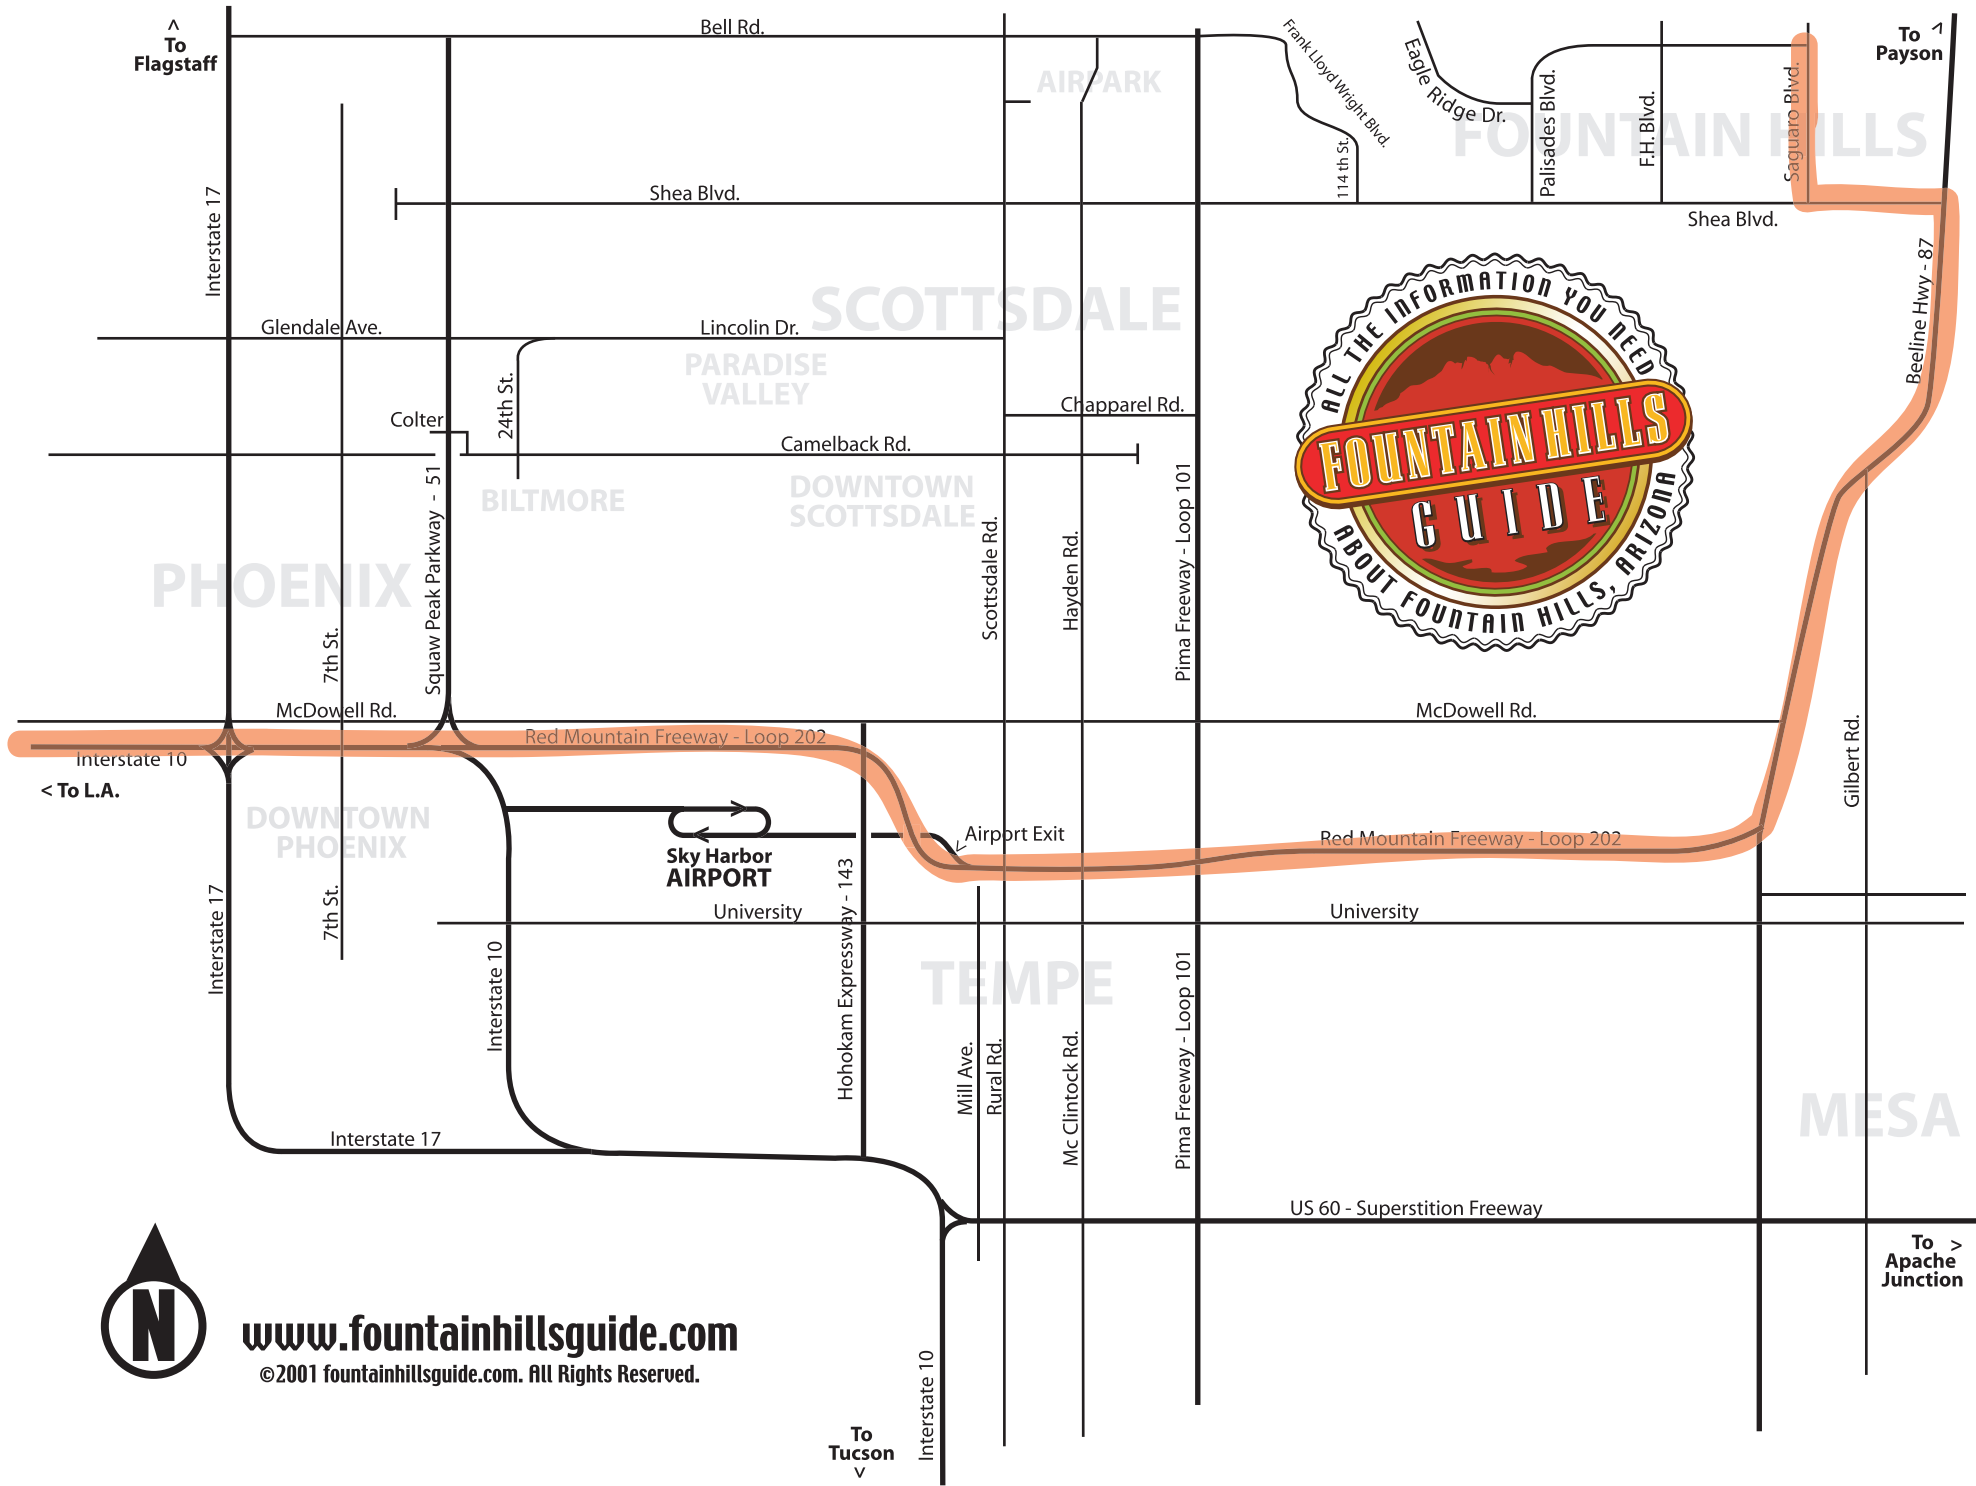 ^
To
Flagstaff
Bell Rd.
AIRPARK
Frank Lloyd Wright Blvd.
Eagle Ridge Dr.
Palisades Blvd.
F.H. Blvd.
Saguaro Blvd.
To ^
Payson
FOUNTAIN HILLS
114 th St.
Interstate 17
Shea Blvd.
Shea Blvd.
Beeline Hwy - 87
SCOTTSDALE
Glendale Ave.
Lincolin Dr.
PARADISE
VALLEY
24th St.
Colter
Chapparel Rd.
Camelback Rd.
BILTMORE
DOWNTOWN
SCOTTSDALE
ALL THE INFORMATION YOU NEED
FOUNTAIN HILLS
GUIDE
ABOUT FOUNTAIN HILLS, ARIZONA
PHOENIX
7th St.
Squaw Peak Parkway - 51
Scottsdale Rd.
Hayden Rd.
Pima Freeway - Loop 101
McDowell Rd.
McDowell Rd.
Red Mountain Freeway - Loop 202
Interstate 10
< To L.A.
Gilbert Rd.
DOWNTOWN
PHOENIX
Airport Exit
Red Mountain Freeway - Loop 202
Sky Harbor
AIRPORT
7th St.
Interstate 17
University
University
Interstate 10
Hohokam Expressway - 143
TEMPE
Mill Ave.
Rural Rd.
Mc Clintock Rd.
Pima Freeway - Loop 101
MESA
Interstate 17
US 60 - Superstition Freeway
To >
Apache
Junction
N
www.fountainhillsguide.com
©2001 fountainhillsguide.com. All Rights Reserved.
Interstate 10
To
Tucson
v